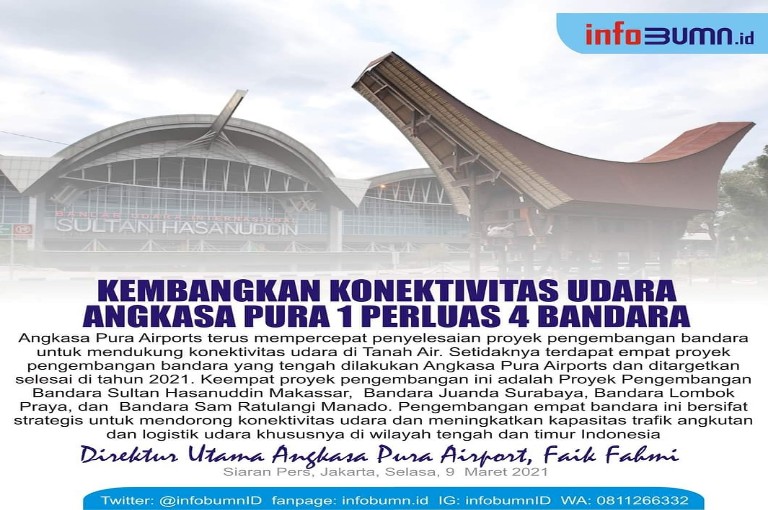 infoBUMN.id
05
BANDAR UDARA INTERNASIONAL
SULTAN HASANUDDIN
KEMBANGKAN KONEKTIVITAS UDARA
ANGKASA PURA 1 PERLUAS 4 BANDARA
Angkasa Pura Airports terus mempercepat penyelesaian proyek pengembangan bandara
untuk mendukung konektivitas udara di Tanah Air. Setidaknya terdapat empat proyek
pengembangan bandara yang tengah dilakukan Angkasa Pura Airports dan ditargetkan
selesai di tahun 2021. Keempat proyek pengembangan ini adalah Proyek Pengembangan
Bandara Sultan Hasanuddin Makassar, Bandara Juanda Surabaya, Bandara Lombok
Praya, dan Bandara Sam Ratulangi Manado. Pengembangan empat bandara ini bersifat
strategis untuk mendorong konektivitas udara dan meningkatkan kapasitas trafik angkutan
dan logistik udara khususnya di wilayah tengah dan timur Indonesia
Direktur Utama Angkasa Pura Airport, Faik Fahmi
Siaran Pers, Jakarta, Selasa, 9 Maret 2021
Twitter: @infobumnID fanpage: infobumn.id IG: infobumnID WA: 0811266332